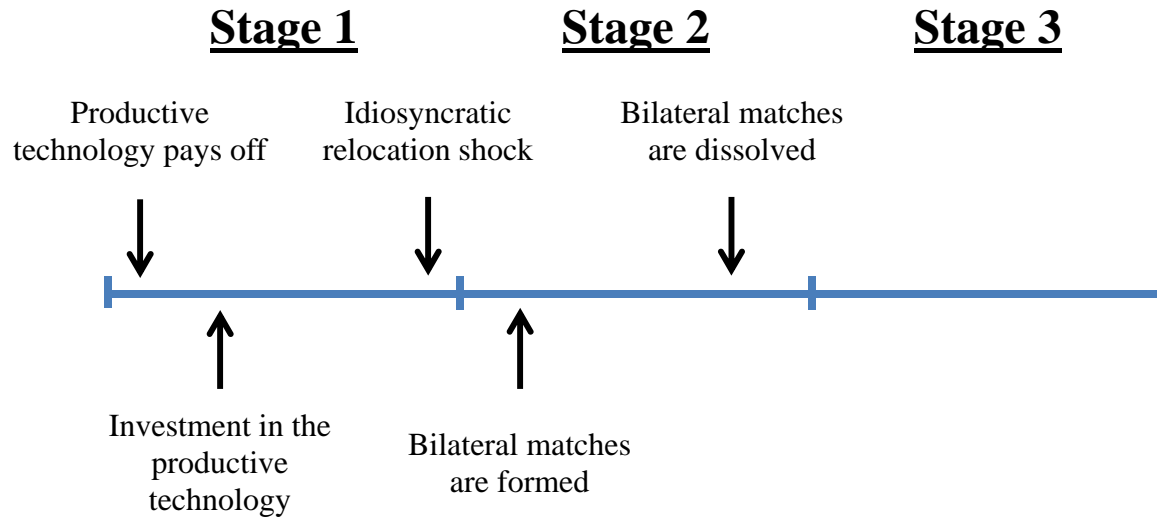 Stage 1
Stage 2
Stage 3
Productive
technology pays off
Idiosyncratic
relocation shock
Bilateral matches
are dissolved
Investment in the
productive
technology
Bilateral matches
are formed